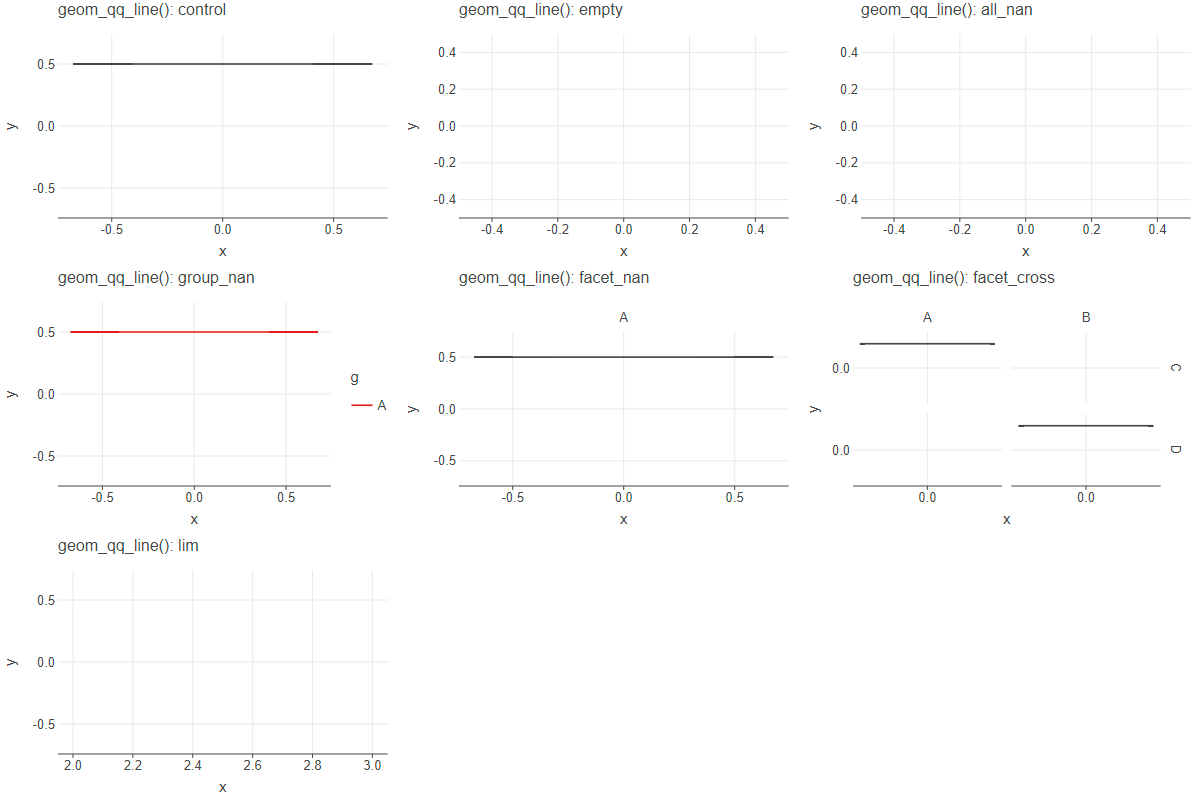 geom_qq_line(): control
0.5
0.0
-0.5
y
-0.5 0.0 0.5
x
geom_qq_line(): empty
0.4
0.2
0.0
-0.2
-0.4
y
-0.4 -0.2 0.0 0.2 0.4
x
geom_qq_line(): all_nan
0.4
0.2
0.0
-0.2
-0.4
y
-0.4 -0.2 0.0 0.2 0.4
x
geom_qq_line(): group_nan
0.5
0.0
-0.5
y
-0.5 0.0 0.5
x
g
A
geom_qq_line(): facet_nan
A
0.5
0.0
-0.5
y
-0.5 0.0 0.5
x
geom_qq_line(): facet_cross
A B
0.0
C
0.0
D
y
0.0 0.0
x
geom_qq_line(): lim
0.5
0.0
-0.5
y
2.0 2.2 2.4 2.6 2.8 3.0
x